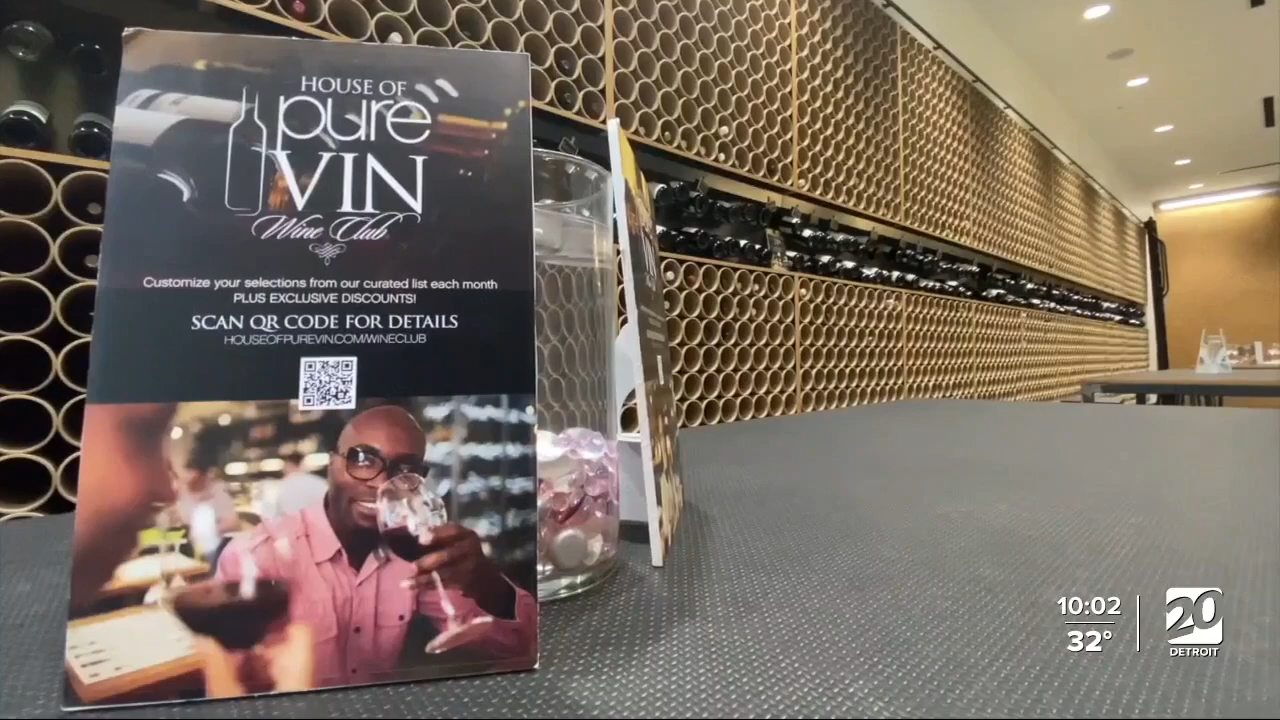 HOUSE OF
pure
VIN
Wine Club
Customize your selections from our curated list each month
PLUS EXCLUSIVE DISCOUNTS!
SCAN QR CODE FOR DETAILS
HOUSEOFPUREVIN.COM/WINECLUB
10:02
32°
20
DETROIT